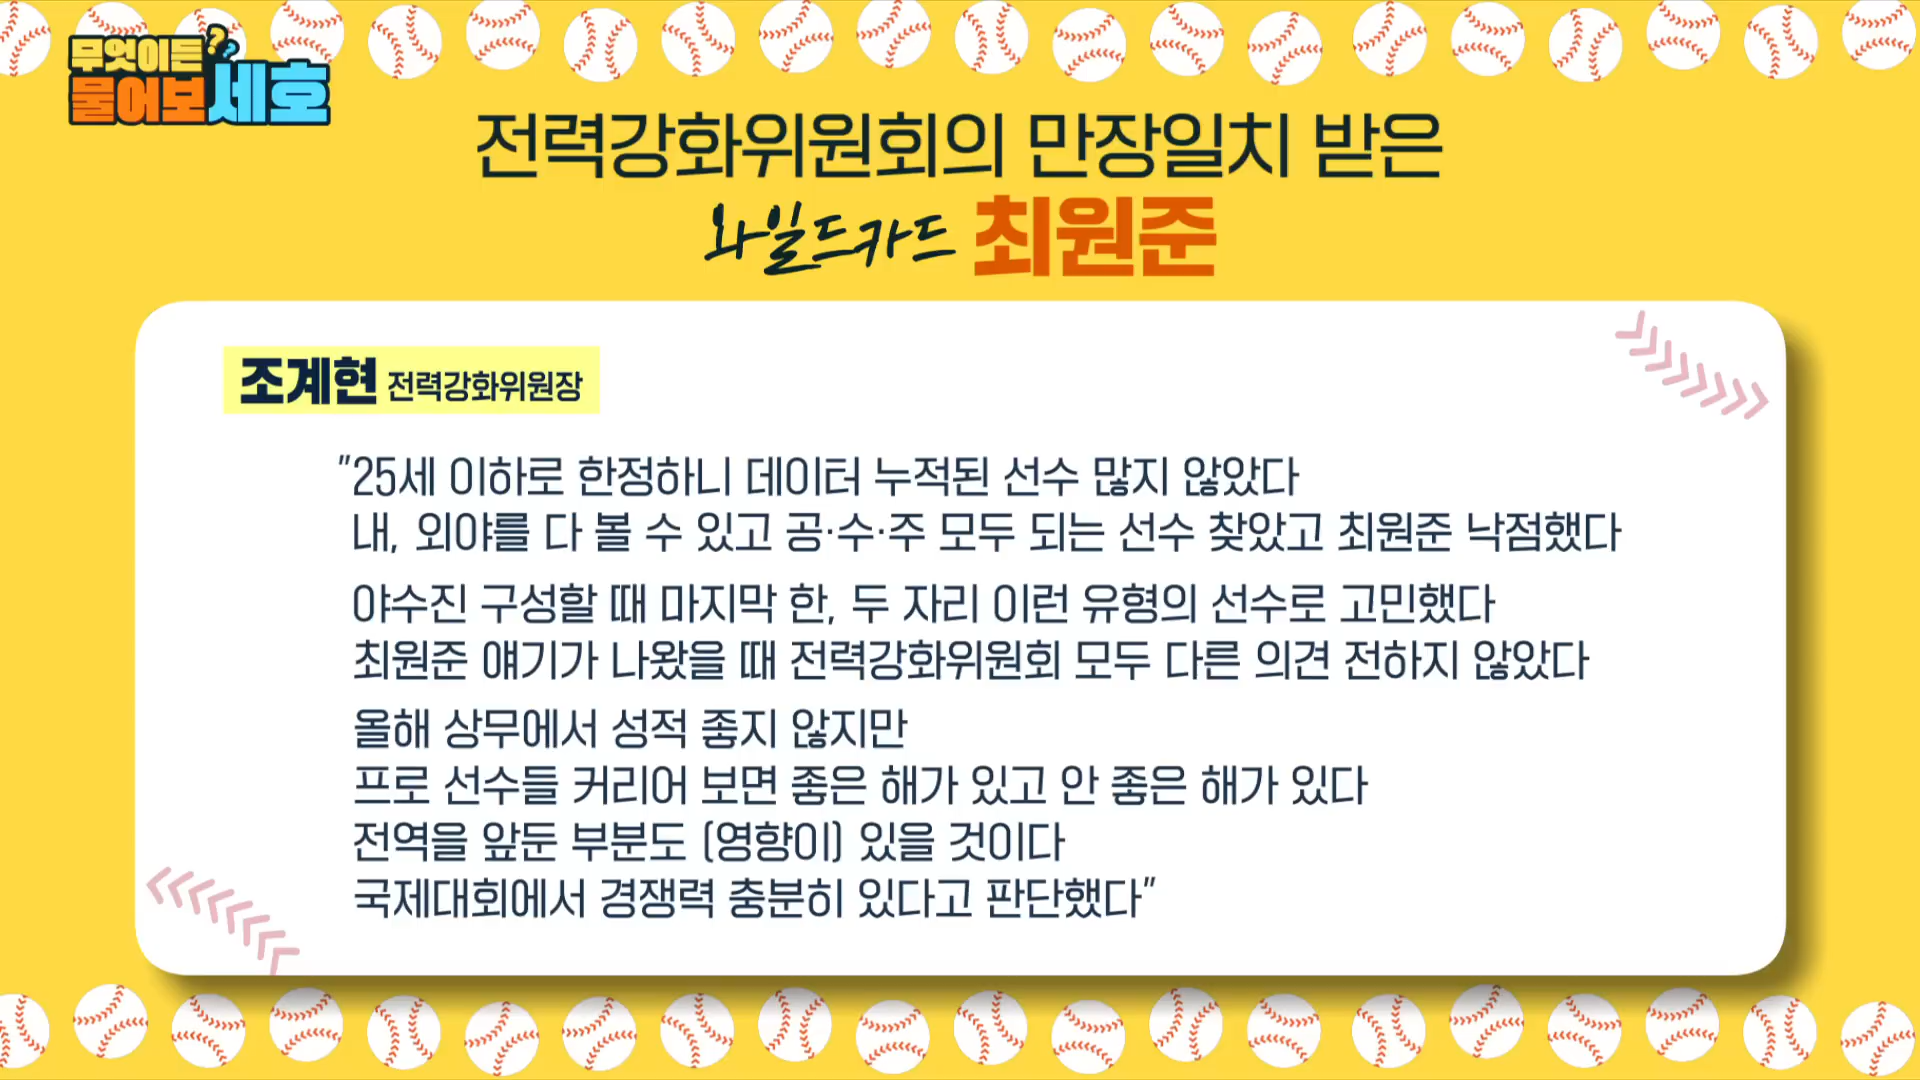 무엇이든??
물어보세호
전력강화위원회의 만장일치 받은
와일드카드 최원준
조계현 전력강화위원장
"25세 이하로 한정하니 데이터 누적된 선수 많지 않았다
내, 외야를 다 볼 수 있고 공·수·주 모두 되는 선수 찾았고 최원준 낙점했다
야수진 구성할 때 마지막 한, 두 자리 이런 유형의 선수로 고민했다
최원준 얘기가 나왔을 때 전력강화위원회 모두 다른 의견 전하지 않았다
올해 상무에서 성적 좋지 않지만
프로 선수들 커리어 보면 좋은 해가 있고 안 좋은 해가 있다
전역을 앞둔 부분도 (영향이) 있을 것이다
국제대회에서 경쟁력 충분히 있다고 판단했다"